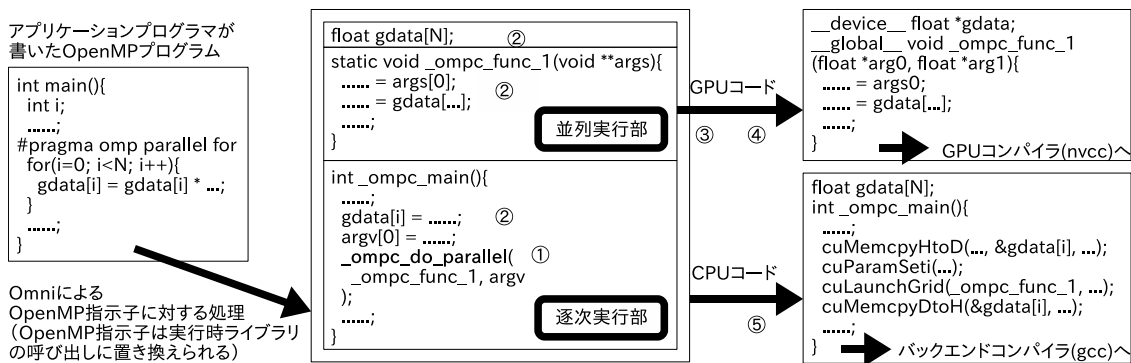 アプリケーションプログラマが
書いたOpenMPプログラム
int main(){
int i;
......;
#pragma omp parallel for
for(i=0; i<N; i++){
gdata[i] = gdata[i] * ...;
}
......;
}
Omniによる
OpenMP指示子に対する処理
（OpenMP指示子は実行時ライブラリ
の呼び出しに置き換えられる）
float gdata[N]; ②
static void _ompc_func_1(void **args){
...... = args[0]; ②
...... = gdata[...];
......;
}
並列実行部
int _ompc_main(){
......;
gdata[i] = ......; ②
argv[0] = ......;
_ompc_do_parallel( ①
_ompc_func_1, argv
);
......;
}
逐次実行部
GPUコード
③ ④
CPUコード
⑤
__device__ float *gdata;
__global__ void _ompc_func_1
(float *arg0, float *arg1){
...... = args0;
...... = gdata[...];
......;
}
GPUコンパイラ(nvcc)へ
float gdata[N];
int _ompc_main(){
......;
cuMemcpyHtoD(..., &gdata[i], ...);
cuParamSeti(...);
cuLaunchGrid(_ompc_func_1, ...);
cuMemcpyDtoH(&gdata[i], ...);
......;
}
バックエンドコンパイラ(gcc)へ